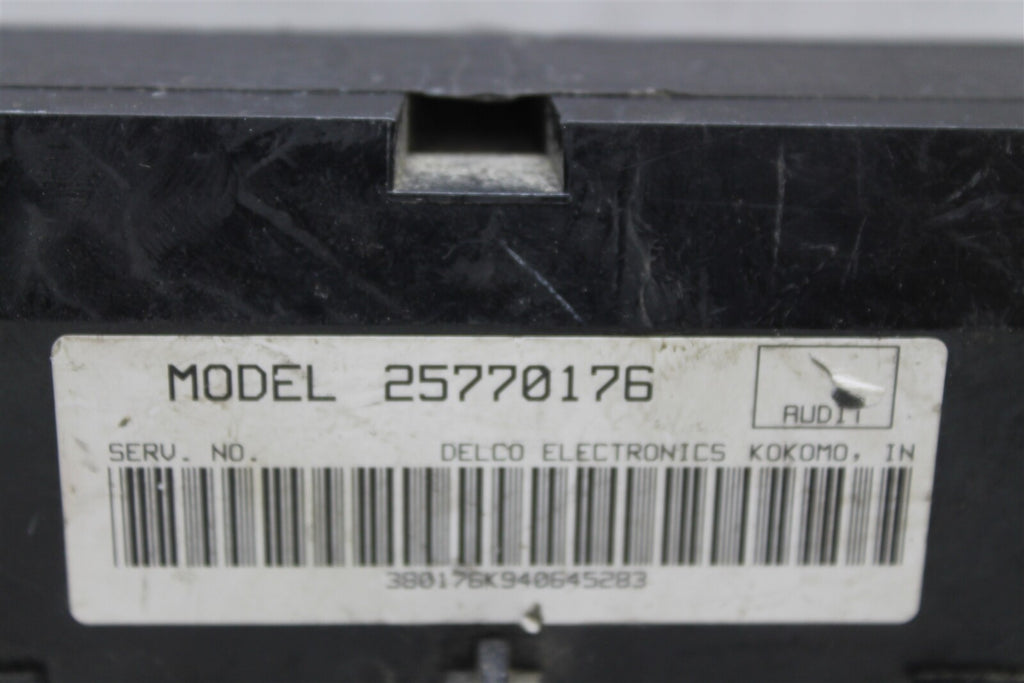 MODEL 25770176
AUDIT
SERV. NO. DELCO ELECTRONICS KOKOMO, IN
380176K940645283